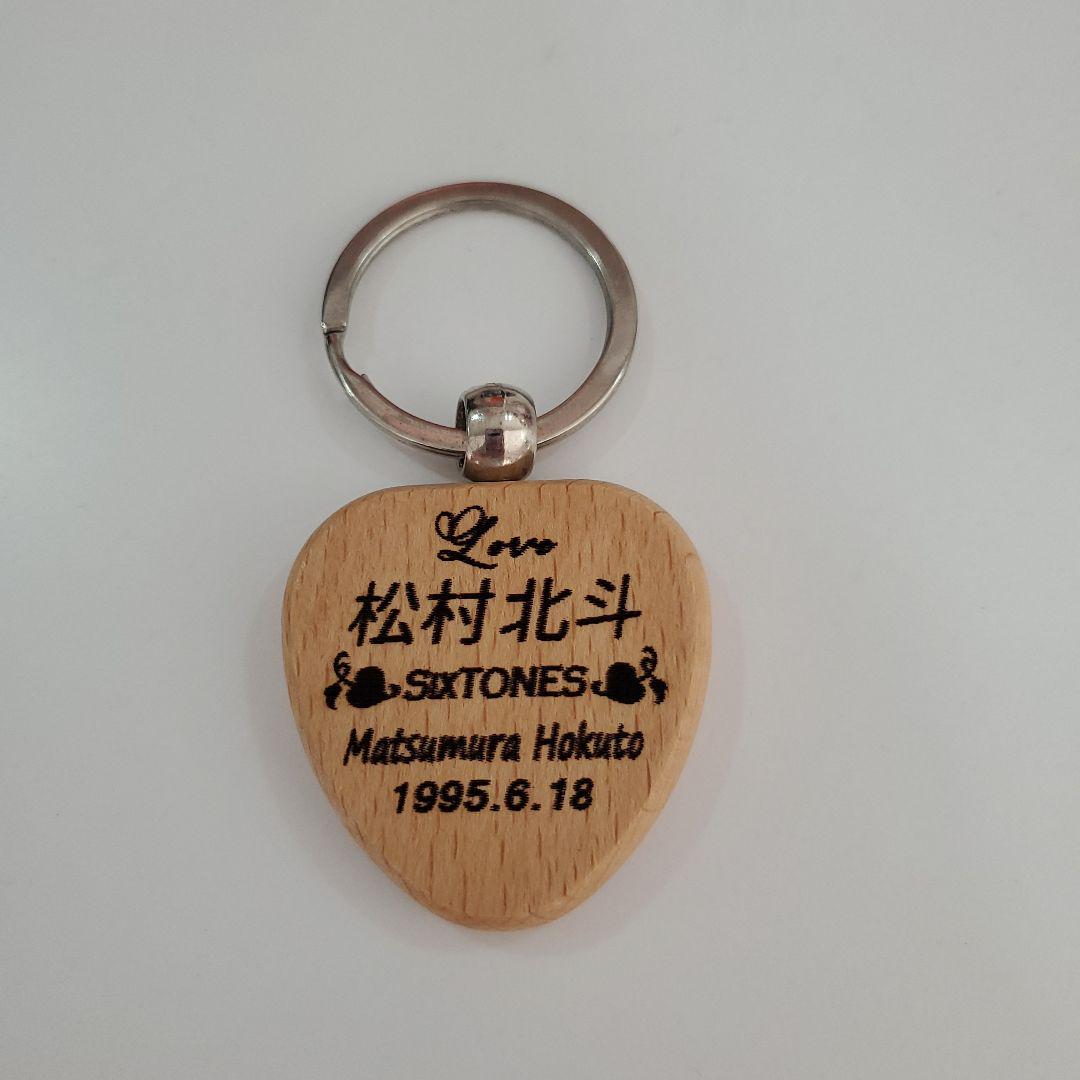 Love
松村北斗
SixTONES
Matsumura Hokuto
1995.6.18